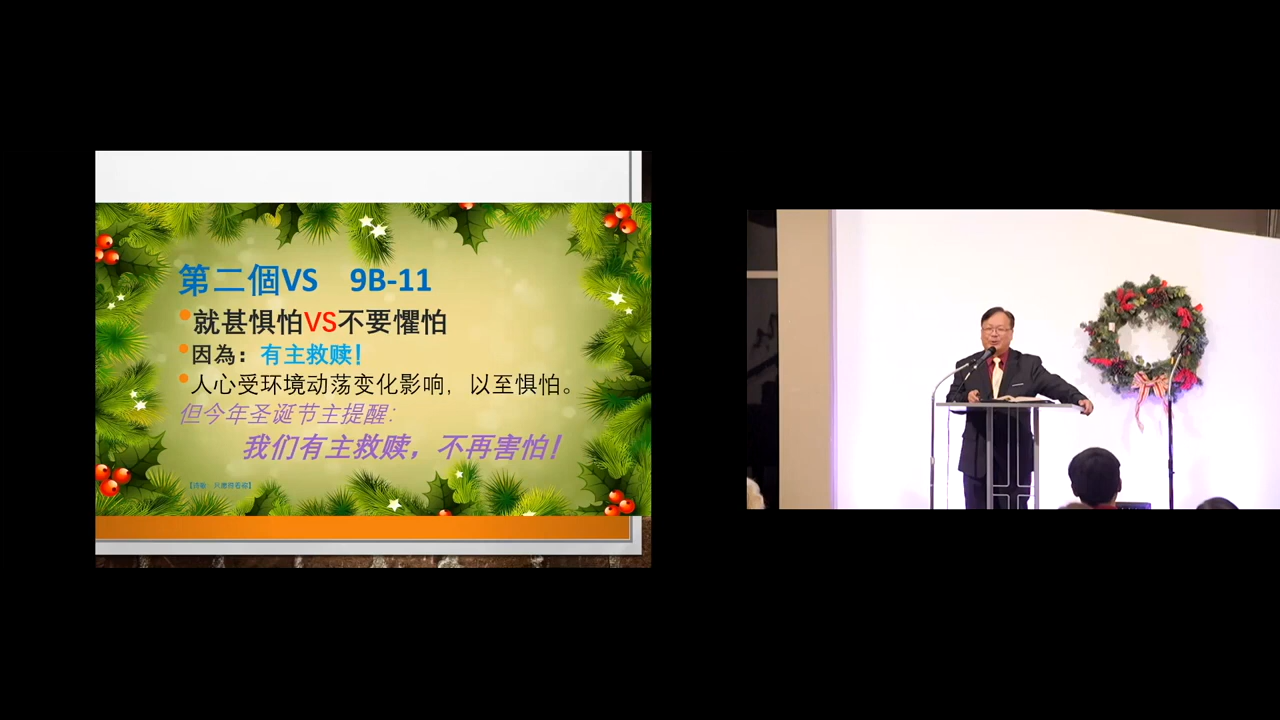 第二個VS 9B-11
就甚惧怕VS不要懼怕
因為：有主救赎！
人心受环境动荡变化影响，以至惧怕。
但今年圣诞节主提醒：
我们有主救赎，不再害怕！